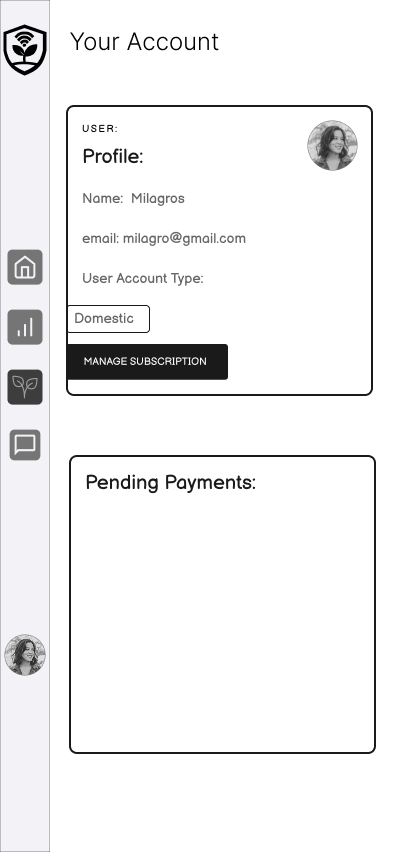 Your Account
USER:
Profile:
Name: Milagros
email: milagro@gmail.com
User Account Type:
Domestic
MANAGE SUBSCRIPTION
Pending Payments: